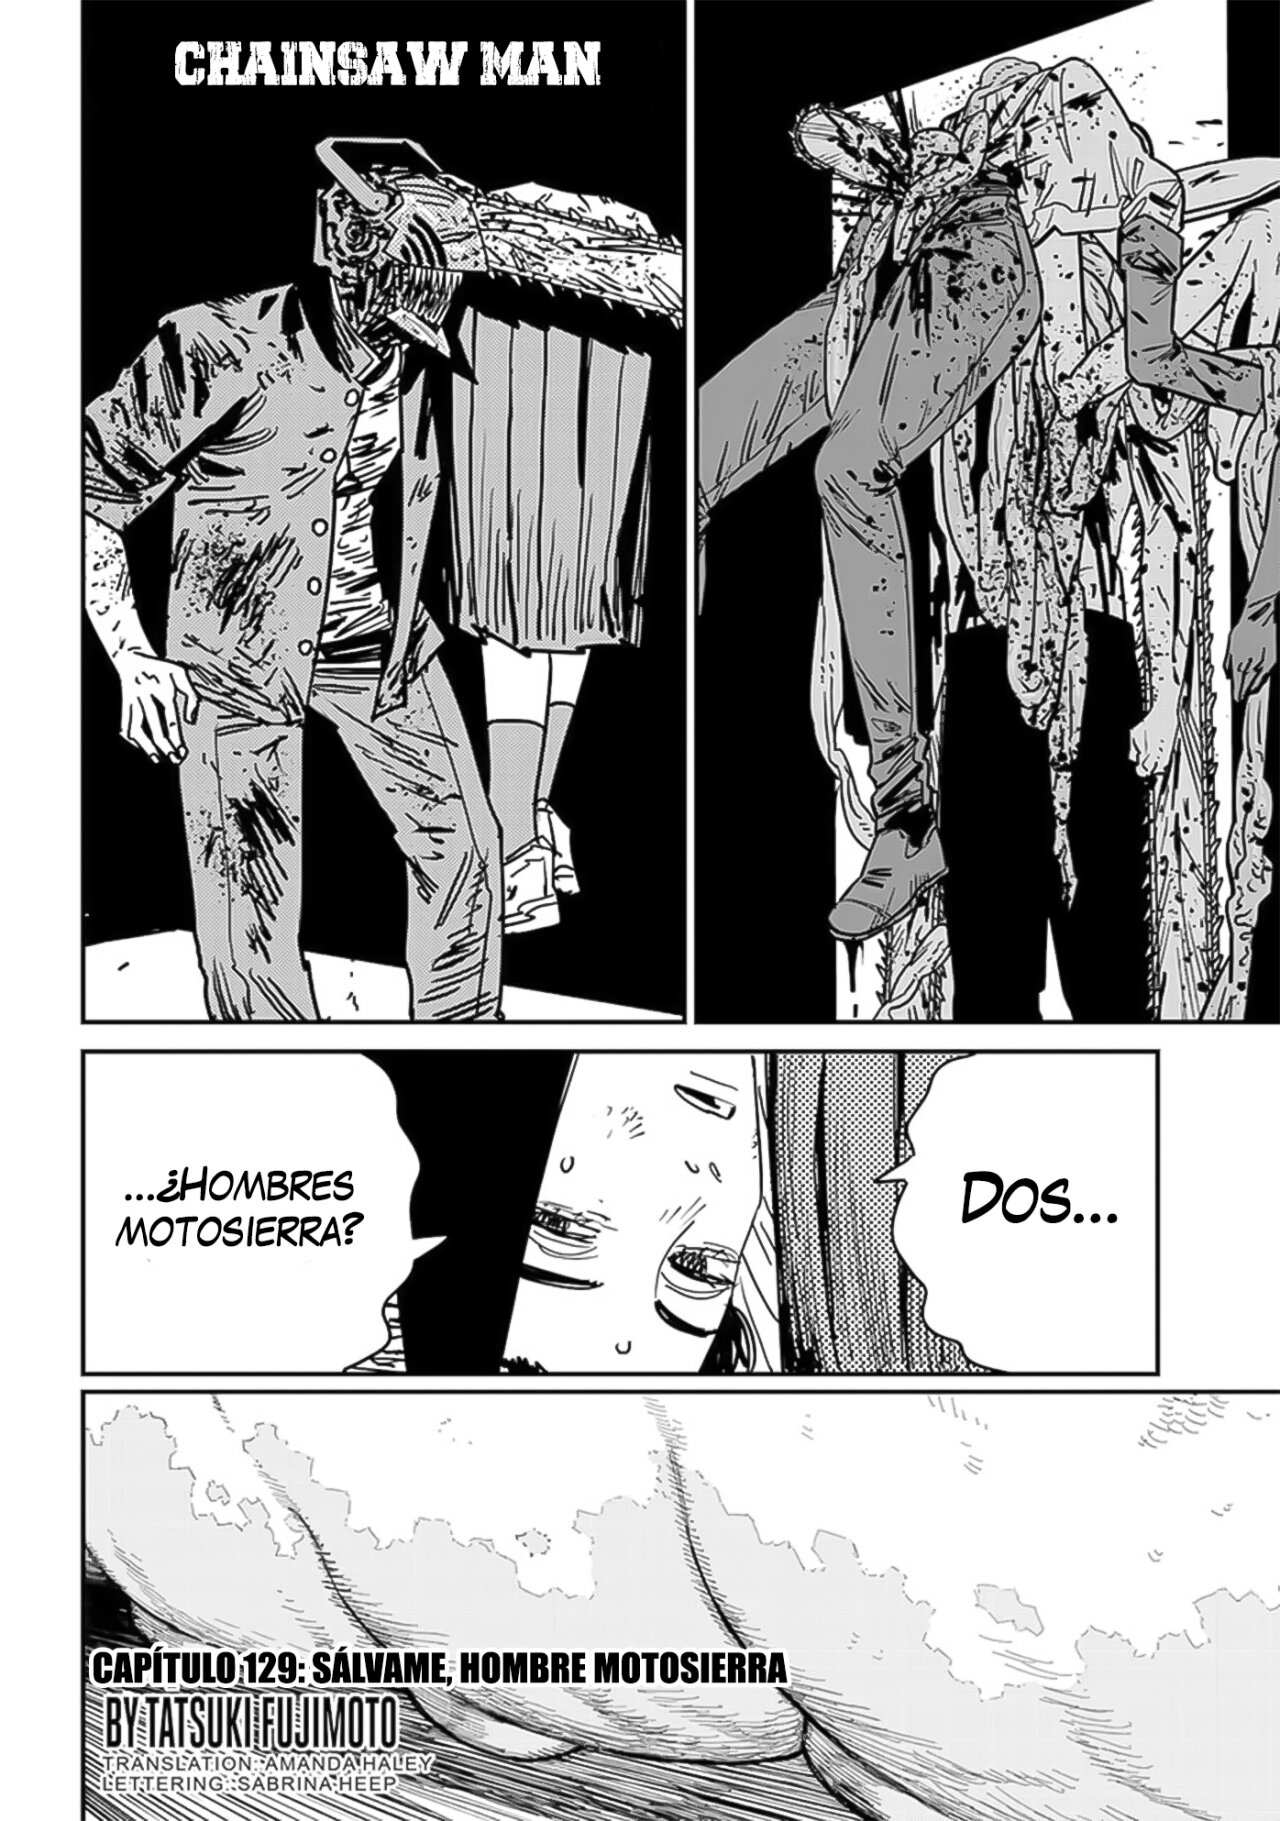 CHAINSAW MAN
DOS...
...¿HOMBRES
MOTOSIERRA?
CAPÍTULO 129: SÁLVAME, HOMBRE MOTOSIERRA
BY TATSUKI FUJIMOTO
TRANSLATION: AMANDA HALEY
LETTERING: SABRINA HEEP